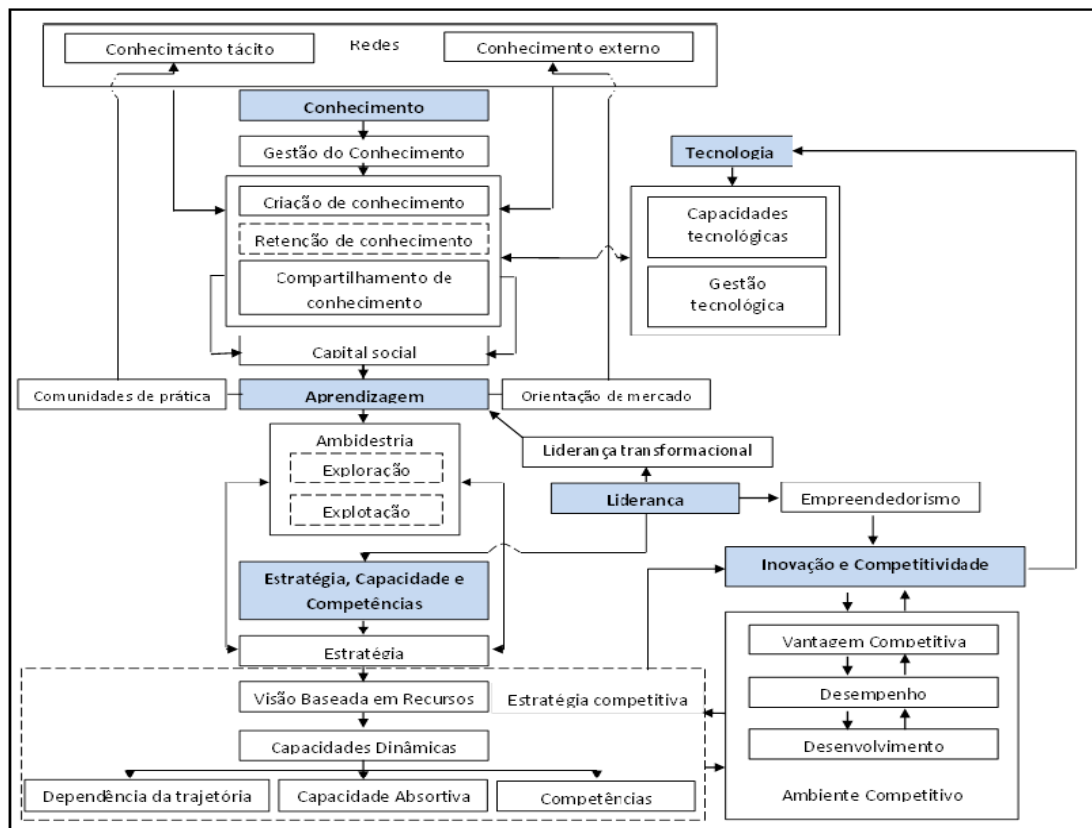 Redes
Conhecimento tácito
Conhecimento externo
Conhecimento
Gestão do Conhecimento
Tecnologia
Criação de conhecimento
Retenção de conhecimento
Compartilhamento de
conhecimento
Capacidades
tecnológicas
Gestão
tecnológica
Capital social
Comunidades de prática
Aprendizagem
Orientação de mercado
Ambidestria
Exploração
Explotação
Liderança transformacional
Lideranca
Empreendedorismo
Estratégia, Capacidade e
Competências
Inovação e Competitividade
Estratégia
Vantagem Competitiva
Visão Baseada em Recursos
Estratégia competitiva
Desempenho
Capacidades Dinâmicas
Desenvolvimento
Dependência da trajetória
Capacidade Absortiva
Competências
Ambiente Competitivo